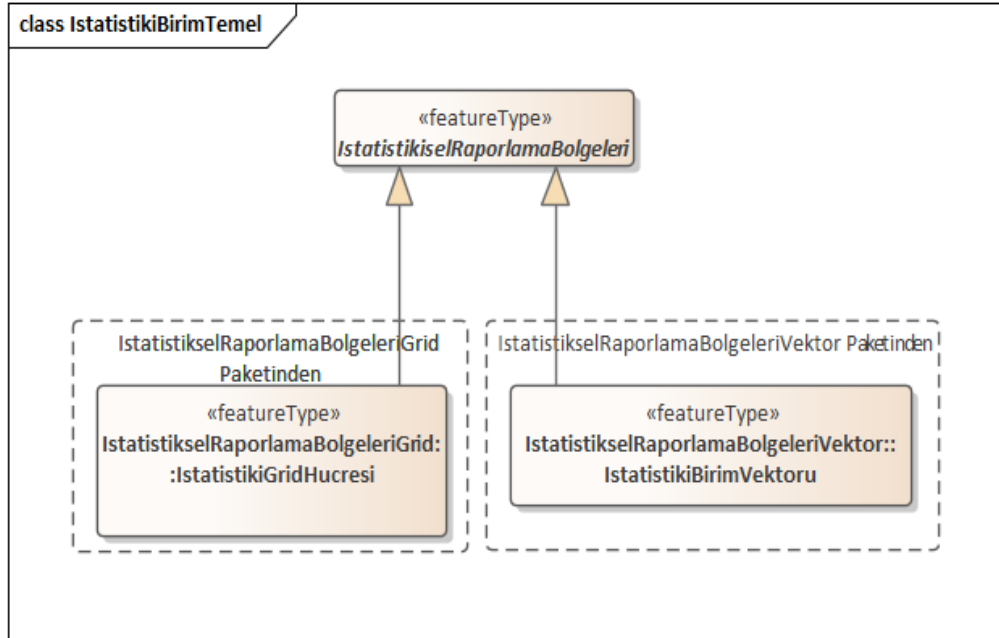 class IstatistikiBirimTemel
«featureType»
IstatistikiselRaporlamaBolgeleri
IstatistikselRaporlamaBolgeleriGrid
Paketinden
«featureType»
IstatistikselRaporlamaBolgeleriGrid:
:IstatistikiGridHucresi
IstatistikselRaporlamaBolgeleriVektor Paketinden
«featureType»
IstatistikselRaporlamaBolgeleriVektor::
IstatistikiBirimVektoru